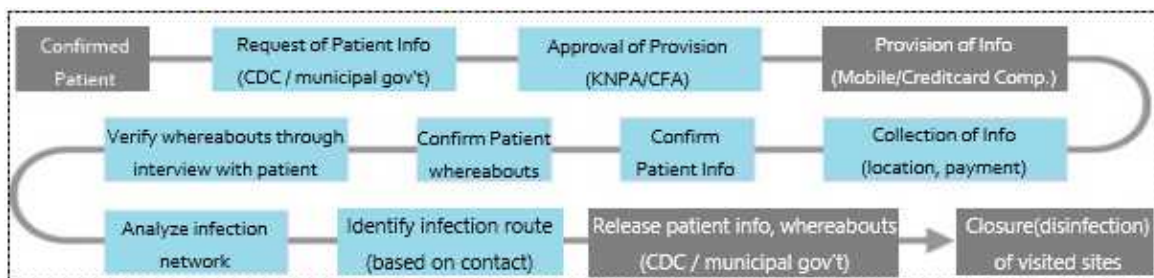 Confirmed
Patient
Request of Patient Info
(CDC / municipal gov't)
Approval of Provision
(KNPA/CFA)
Provision of Info
(Mobile/Creditcard Comp.)
Collection of Info
(location, payment)
Confirm
Patient Info
Confirm Patient
whereabouts
Verify whereabouts through
interview with patient
Analyze infection
network
Identify infection route
(based on contact)
Release patient info, whereabouts
(CDC / municipal gov't)
Closure(disinfection)
of visited sites